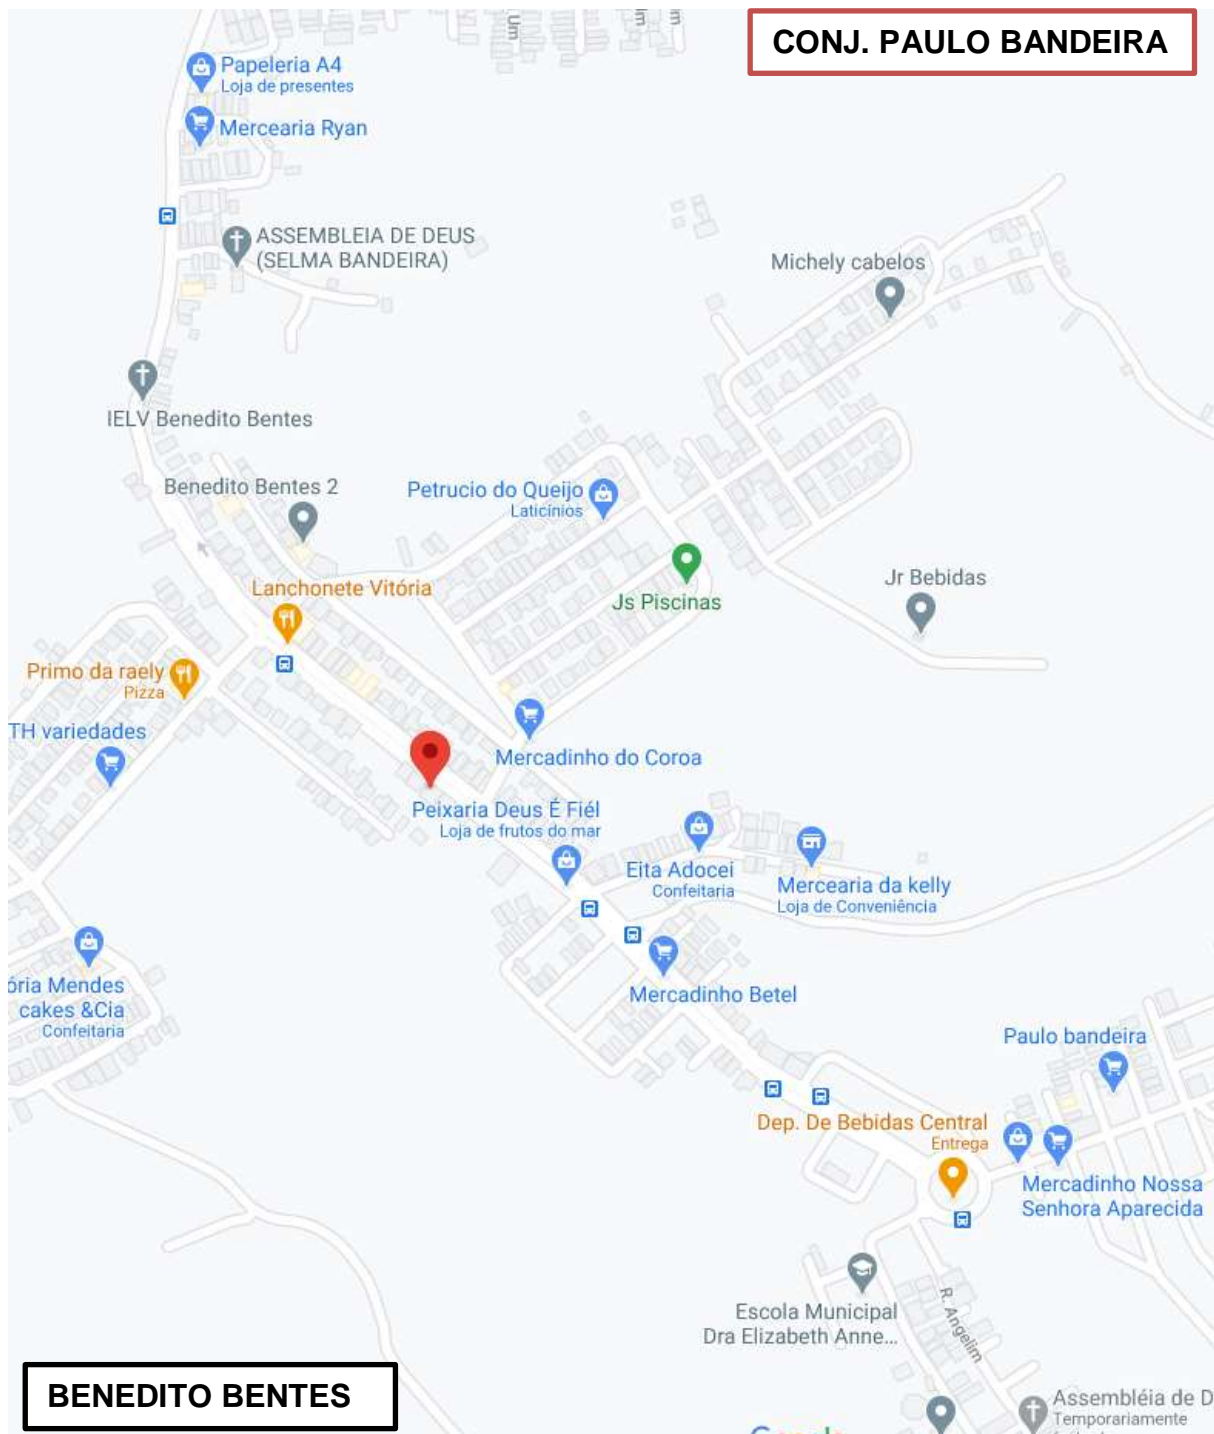 Um
CONJ. PAULO BANDEIRA
Papeleria A4
Loja de presentes
Mercearia Ryan
ASSEMBLEIA DE DEUS
(SELMA BANDEIRA)
Michely cabelos
IELV Benedito Bentes
Benedito Bentes 2
Petrucio do Queijo
Laticínios
Lanchonete Vitória
Js Piscinas
Jr Bebidas
Primo da raely
Pizza
TH variedades
Mercadinho do Coroa
Peixaria Deus É Fiél
Loja de frutos do mar
Eita Adocei
Confeitaria
Mercearia da kelly
Loja de Conveniência
ória Mendes
cakes &Cia
Confeitaria
Mercadinho Betel
Paulo bandeira
Dep. De Bebidas Central
Entrega
Mercadinho Nossa
Senhora Aparecida
Escola Municipal
Dra Elizabeth Anne...
R. Angelim
BENEDITO BENTES
Assembléia de D
Temporariamente